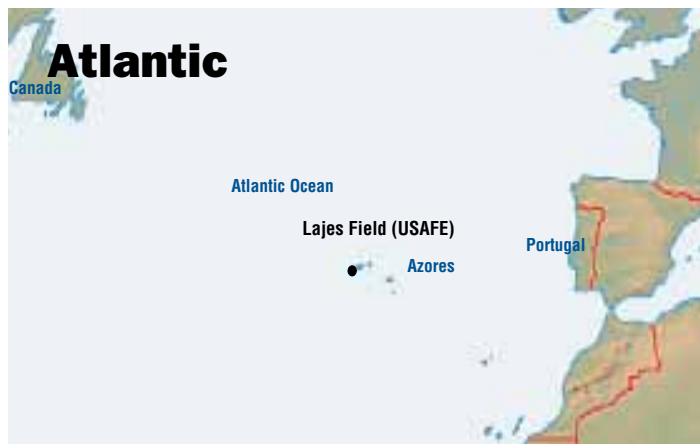 Atlantic
Canada
Atlantic Ocean
Lajes Field (USAFE)
Portugal
Azores